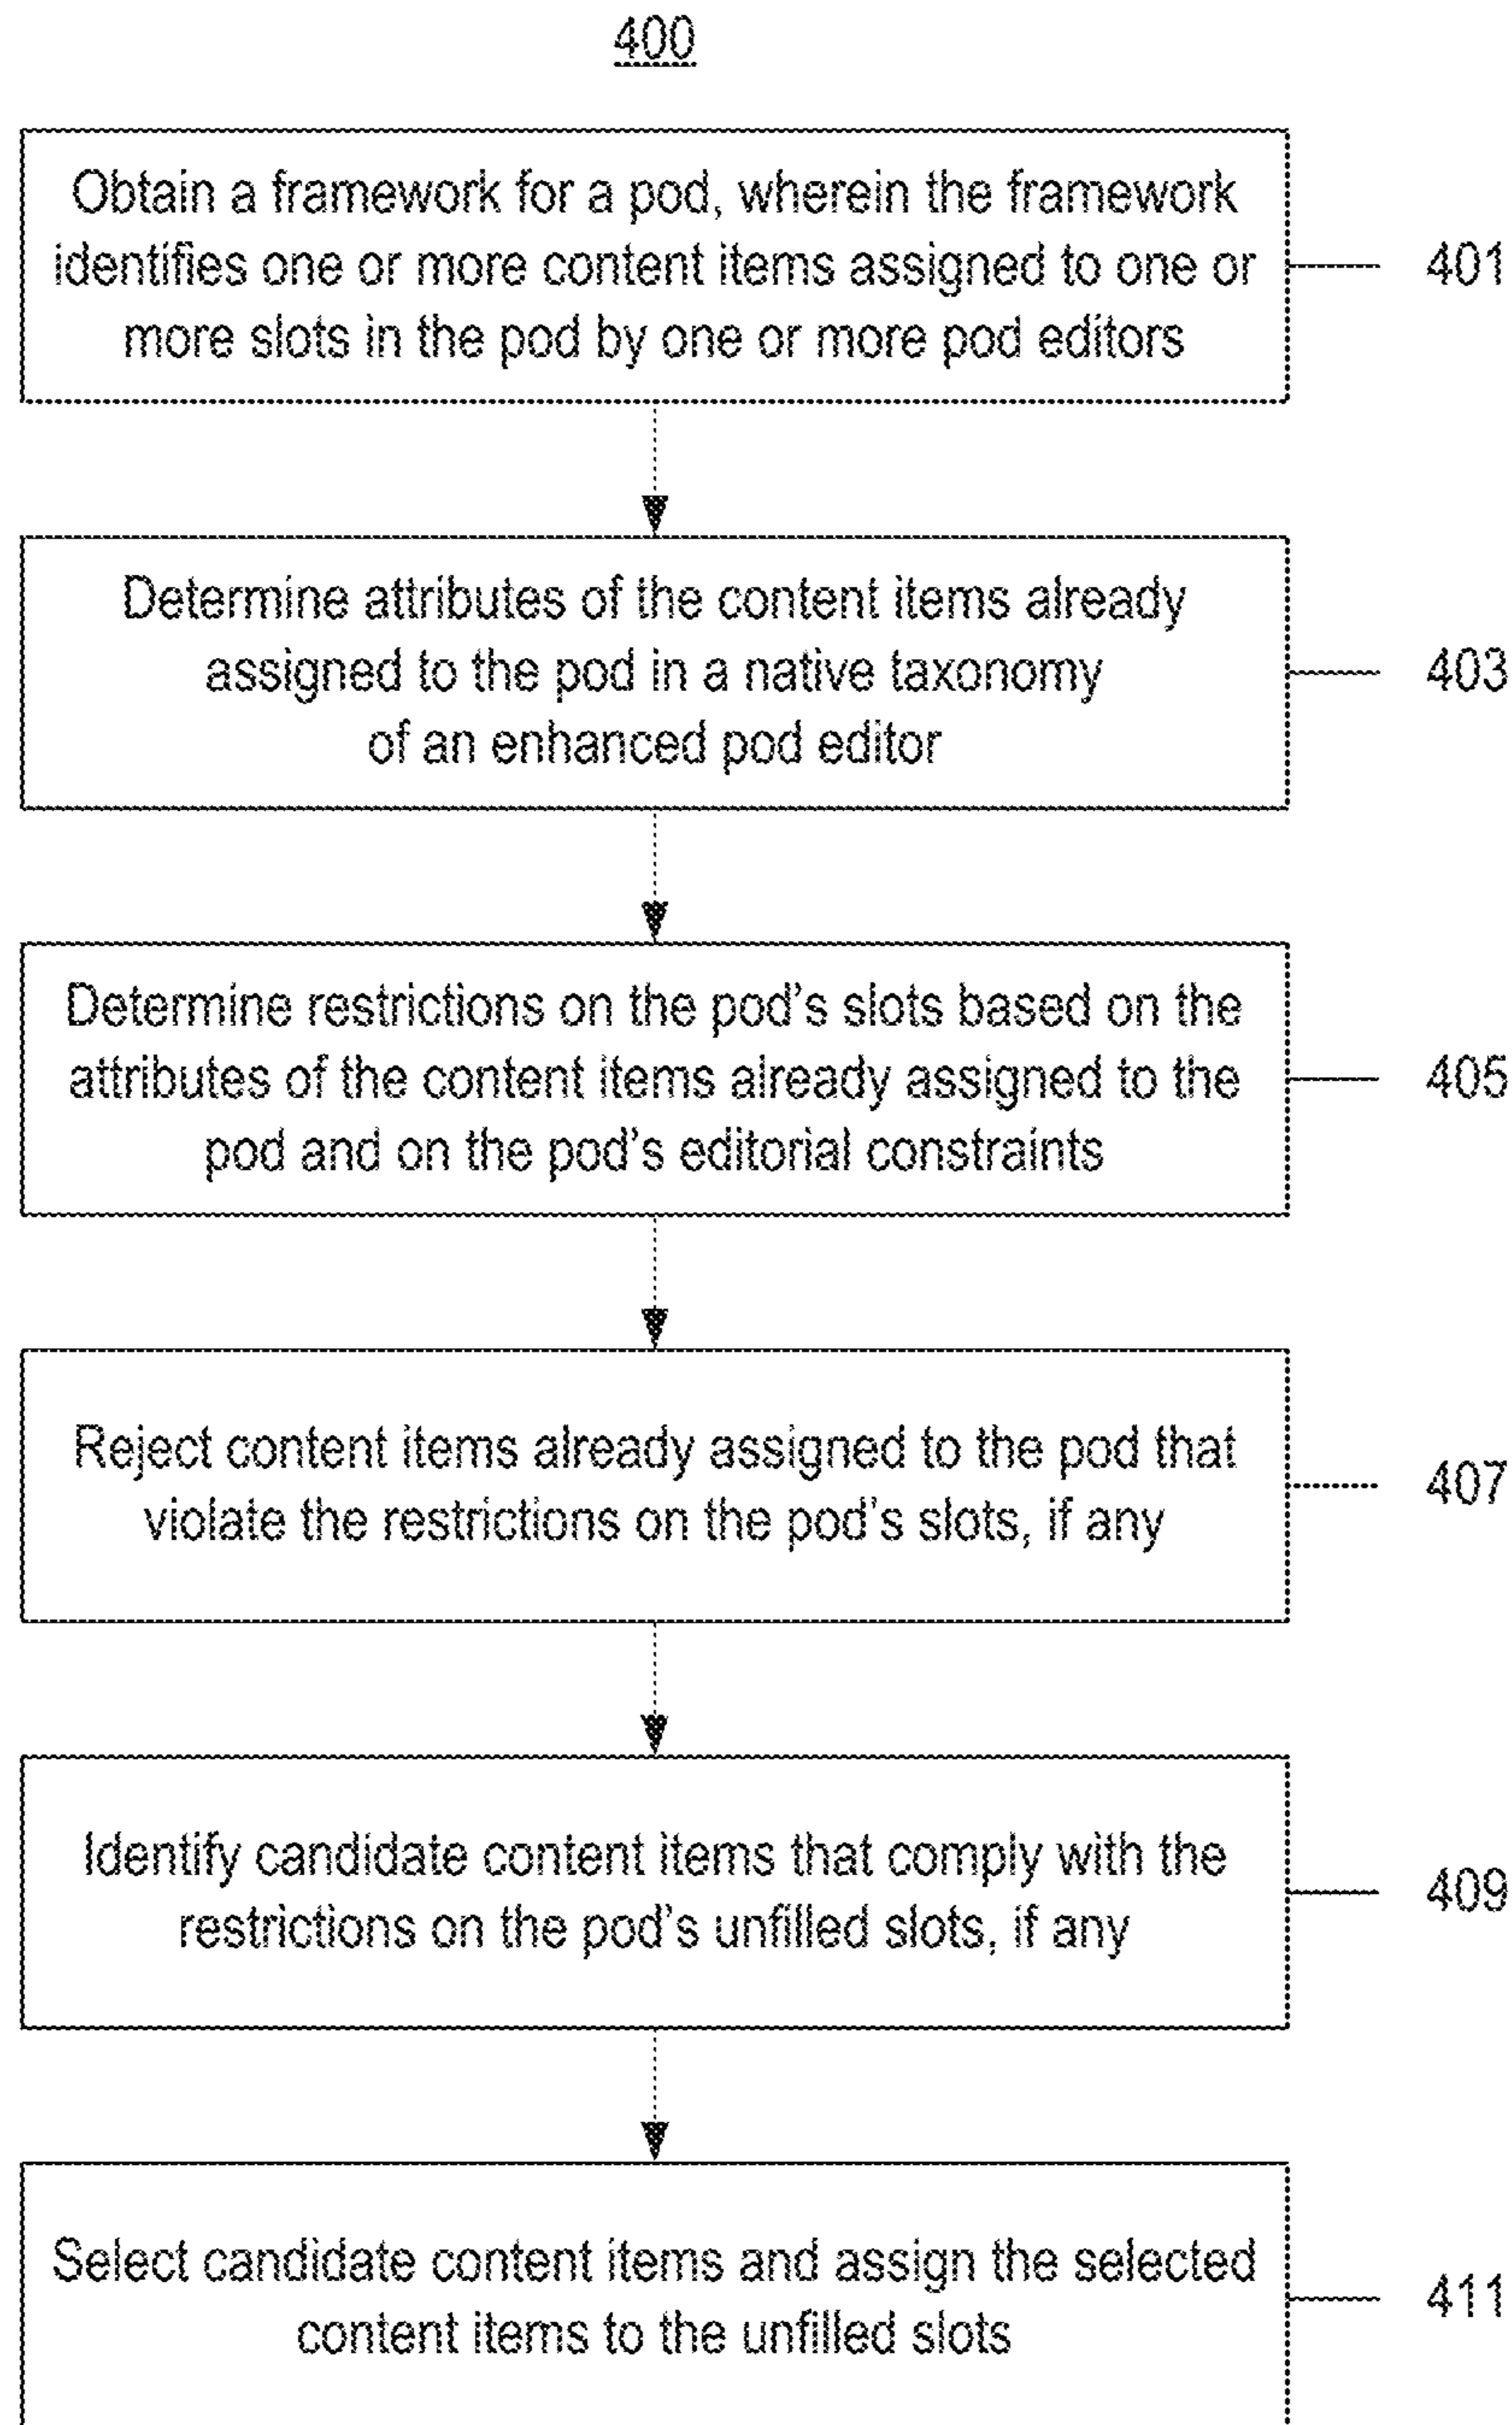 400
Obtain a framework for a pod, wherein the framework
identifies one or more content items assigned to one or
more slots in the pod by one or more pod editors
401
Determine attributes of the content items already
assigned to the pod in a native taxonomy
of an enhanced pod editor
403
Determine restrictions on the pod's slots based on the
attributes of the content items already assigned to the
pod and on the pod's editorial constraints
405
Reject content items already assigned to the pod that
violate the restrictions on the pod's slots, if any
407
Identify candidate content items that comply with the
restrictions on the pod's unfilled slots, if any
409
Select candidate content items and assign the selected
content items to the unfilled slots
411